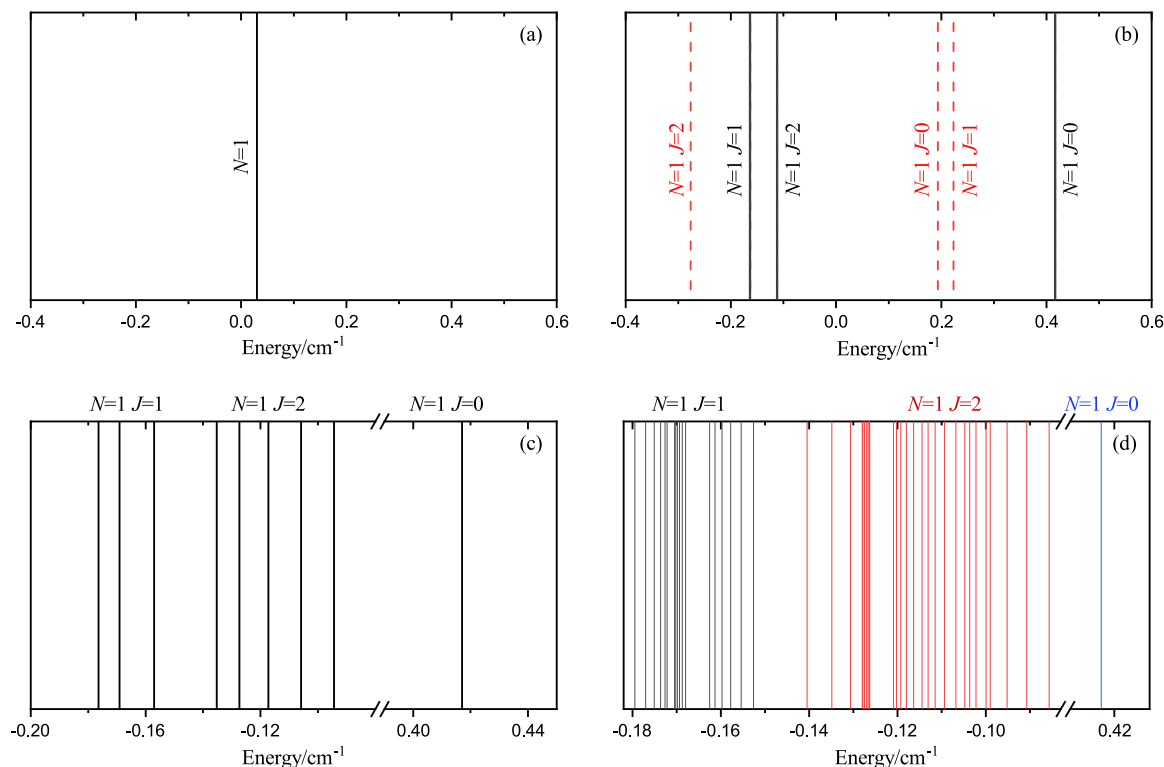 (a)
N=1
-0.4 -0.2 0.0 0.2 0.4 0.6
Energy/cm-1
(b)
N=1 J=2
N=1 J=1
N=1 J=2
N=1 J=0
N=1 J=1
N=1 J=0
-0.4 -0.2 0.0 0.2 0.4 0.6
Energy/cm-1
N=1 J=1 N=1 J=2 N=1 J=0
(c)
-0.20 -0.16 -0.12 0.40 0.44
Energy/cm-1
N=1 J=1 N=1 J=2 N=1 J=0
(d)
-0.18 -0.16 -0.14 -0.12 -0.10 0.42
Energy/cm-1